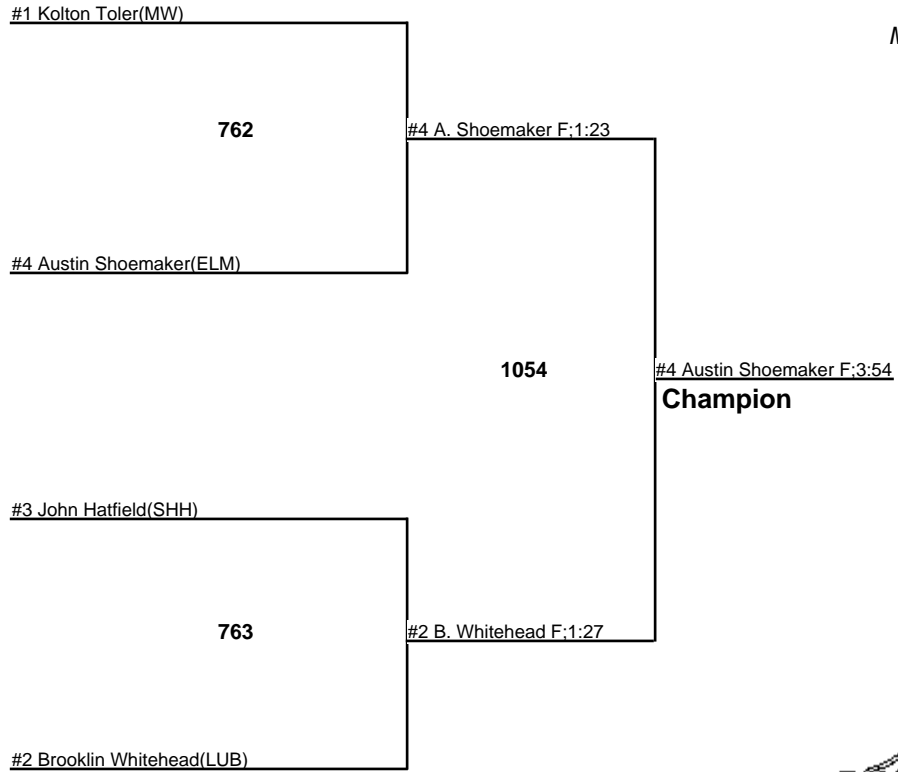 #1 Kolton Toler(MW)
M
762
#4 A. Shoemaker F;1:23
#4 Austin Shoemaker(ELM)
1054
#4 Austin Shoemaker F;3:54
Champion
#3 John Hatfield(SHH)
763
#2 B. Whitehead F;1:27
#2 Brooklin Whitehead(LUB)